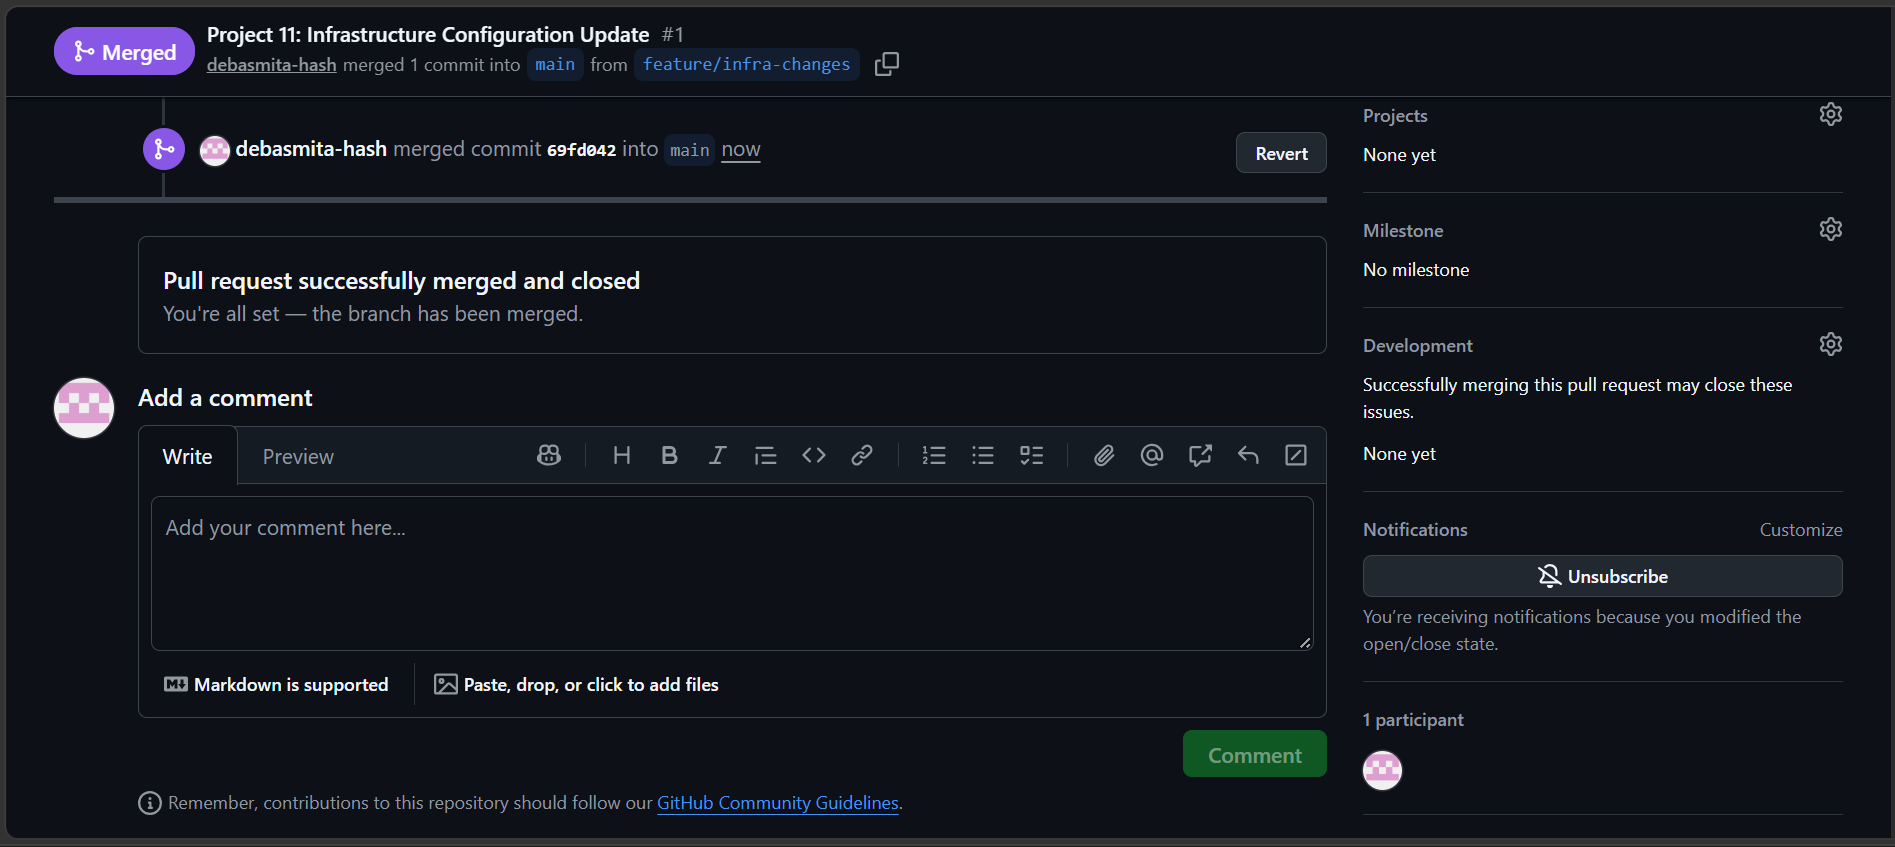 Merged
Project 11: Infrastructure Configuration Update #1
debasmita-hash merged 1 commit into main from feature/infra-changes
debasmita-hash merged commit 69fd042 into main now
Revert
Pull request successfully merged and closed
You're all set — the branch has been merged.
Add a comment
Write
Preview
Add your comment here...
Markdown is supported
Paste, drop, or click to add files
Comment
Remember, contributions to this repository should follow our GitHub Community Guidelines.
Projects
None yet
Milestone
No milestone
Development
Successfully merging this pull request may close these
issues.
None yet
Notifications
Customize
Unsubscribe
You’re receiving notifications because you modified the
open/close state.
1 participant